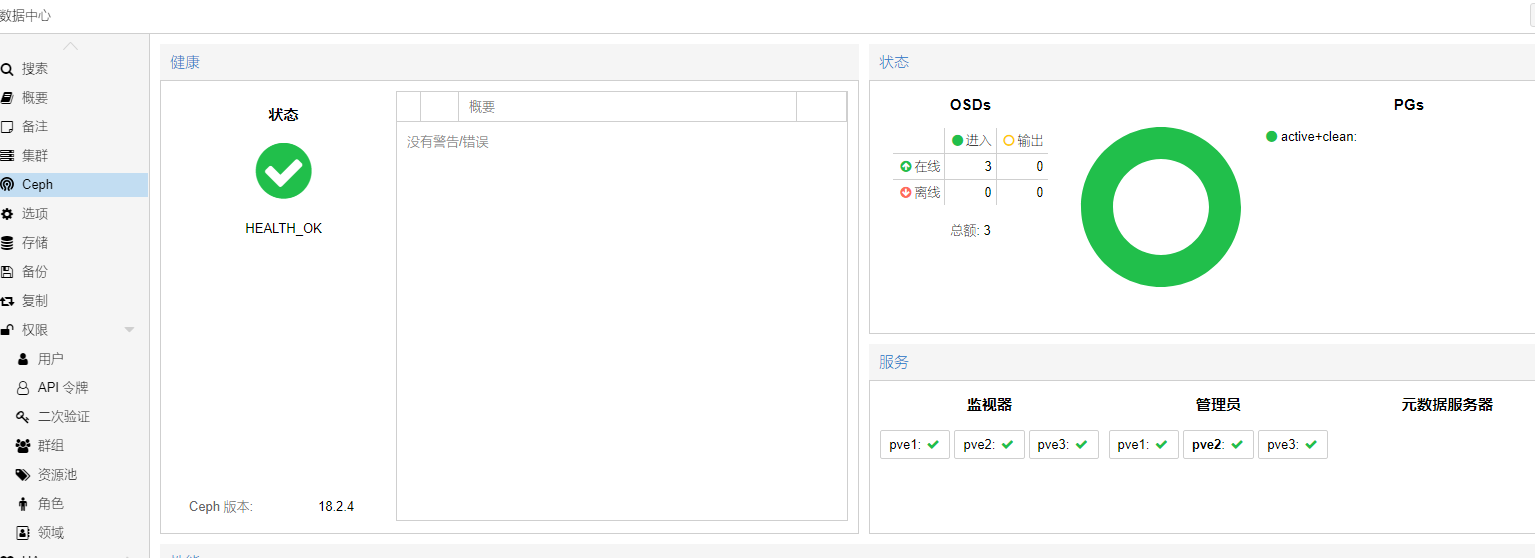 数据中心
搜索
概要
备注
集群
Ceph
选项
存储
备份
复制
权限
用户
API 令牌
二次验证
群组
资源池
角色
领域
健康
状态
HEALTH_OK
概要
没有警告/错误
Ceph 版本: 18.2.4
状态
OSDs
进入 输出
在线 3 0
离线 0 0
总额: 3
PGs
active+clean:
服务
监视器 管理员 元数据服务器
pve1: pve2: pve3: pve1: pve2: pve3: